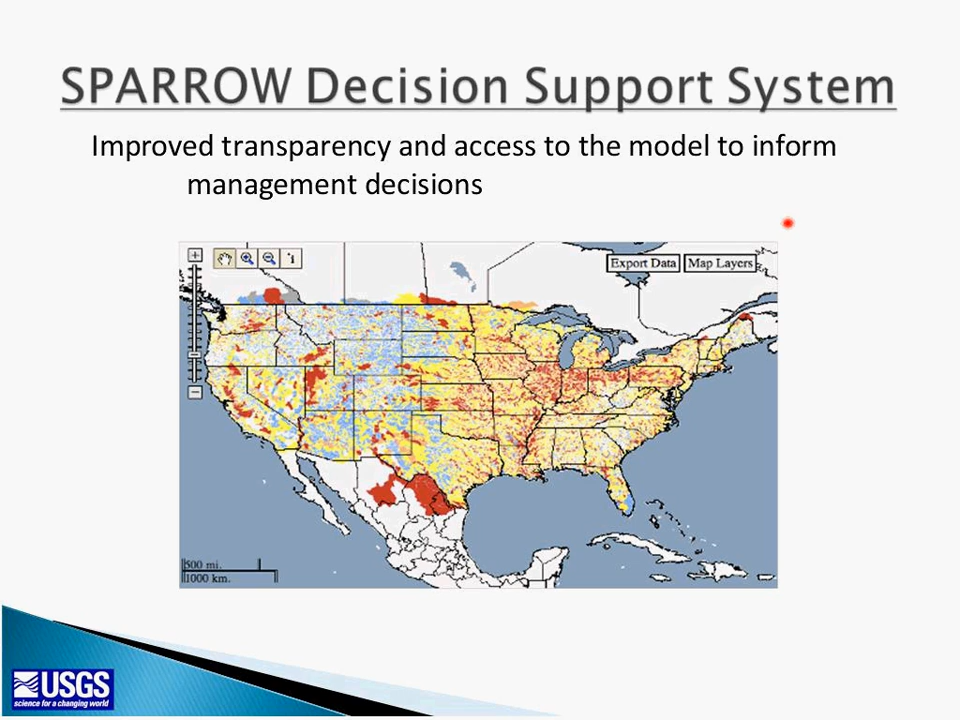 SPARROW Decision Support System
Improved transparency and access to the model to inform
management decisions
+
i
Export Data
Map Layers
−
500 mi.
1000 km.
USGS
science for a changing world